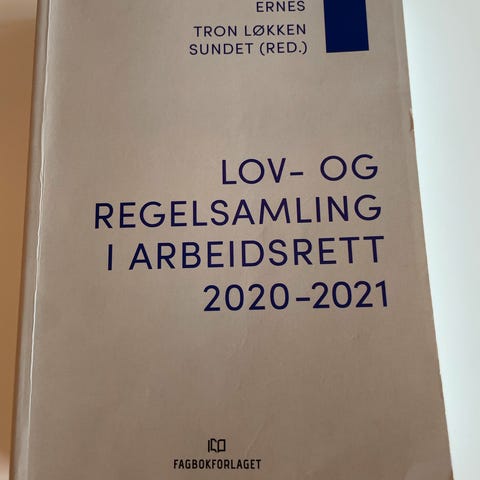 ERNES
TRON LØKKEN
SUNDET (RED.)
LOV- OG
REGELSAMLING
I ARBEIDSRETT
2020-2021
FAGBOKFORLAGET